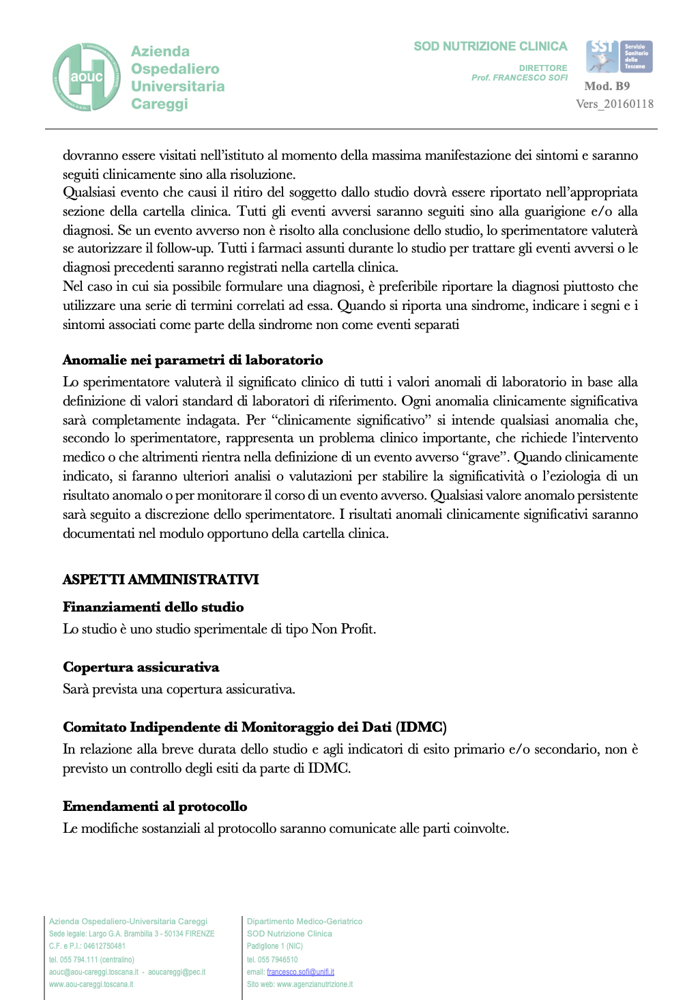 Azienda
Ospedaliero
Universitaria
Careggi
aouc
SOD NUTRIZIONE CLINICA
DIRETTORE
Prof. FRANCESCO SOFI
SST
Servizio
Sanitario
della
Toscana
Mod. B9
Vers_20160118
dovranno essere visitati nell’istituto al momento della massima manifestazione dei sintomi e saranno
seguiti clinicamente sino alla risoluzione.
Qualsiasi evento che causi il ritiro del soggetto dallo studio dovrà essere riportato nell’appropriata
sezione della cartella clinica. Tutti gli eventi avversi saranno seguiti sino alla guarigione e/o alla
diagnosi. Se un evento avverso non è risolto alla conclusione dello studio, lo sperimentatore valuterà
se autorizzare il follow-up. Tutti i farmaci assunti durante lo studio per trattare gli eventi avversi o le
diagnosi precedenti saranno registrati nella cartella clinica.
Nel caso in cui sia possibile formulare una diagnosi, è preferibile riportare la diagnosi piuttosto che
utilizzare una serie di termini correlati ad essa. Quando si riporta una sindrome, indicare i segni e i
sintomi associati come parte della sindrome non come eventi separati
Anomalie nei parametri di laboratorio
Lo sperimentatore valuterà il significato clinico di tutti i valori anomali di laboratorio in base alla
definizione di valori standard di laboratori di riferimento. Ogni anomalia clinicamente significativa
sarà completamente indagata. Per “clinicamente significativo” si intende qualsiasi anomalia che,
secondo lo sperimentatore, rappresenta un problema clinico importante, che richiede l’intervento
medico o che altrimenti rientra nella definizione di un evento avverso “grave”. Quando clinicamente
indicato, si faranno ulteriori analisi o valutazioni per stabilire la significatività o l’eziologia di un
risultato anomalo o per monitorare il corso di un evento avverso. Qualsiasi valore anomalo persistente
sarà seguito a discrezione dello sperimentatore. I risultati anomali clinicamente significativi saranno
documentati nel modulo opportuno della cartella clinica.
ASPETTI AMMINISTRATIVI
Finanziamenti dello studio
Lo studio è uno studio sperimentale di tipo Non Profit.
Copertura assicurativa
Sarà prevista una copertura assicurativa.
Comitato Indipendente di Monitoraggio dei Dati (IDMC)
In relazione alla breve durata dello studio e agli indicatori di esito primario e/o secondario, non è
previsto un controllo degli esiti da parte di IDMC.
Emendamenti al protocollo
Le modifiche sostanziali al protocollo saranno comunicate alle parti coinvolte.
Azienda Ospedaliero-Universitaria Careggi
Sede legale: Largo G.A. Brambilla 3 - 50134 FIRENZE
C.F. e P.I.: 04612750481
tel. 055 794.111 (centralino)
aouc@aou-careggi.toscana.it - aoucareggi@pec.it
www.aou-careggi.toscana.it
Dipartimento Medico-Geriatrico
SOD Nutrizione Clinica
Padiglione 1 (NIC)
tel. 055 7946510
email: francesco.sofi@unifi.it
Sito web: www.agenzianutrizione.it